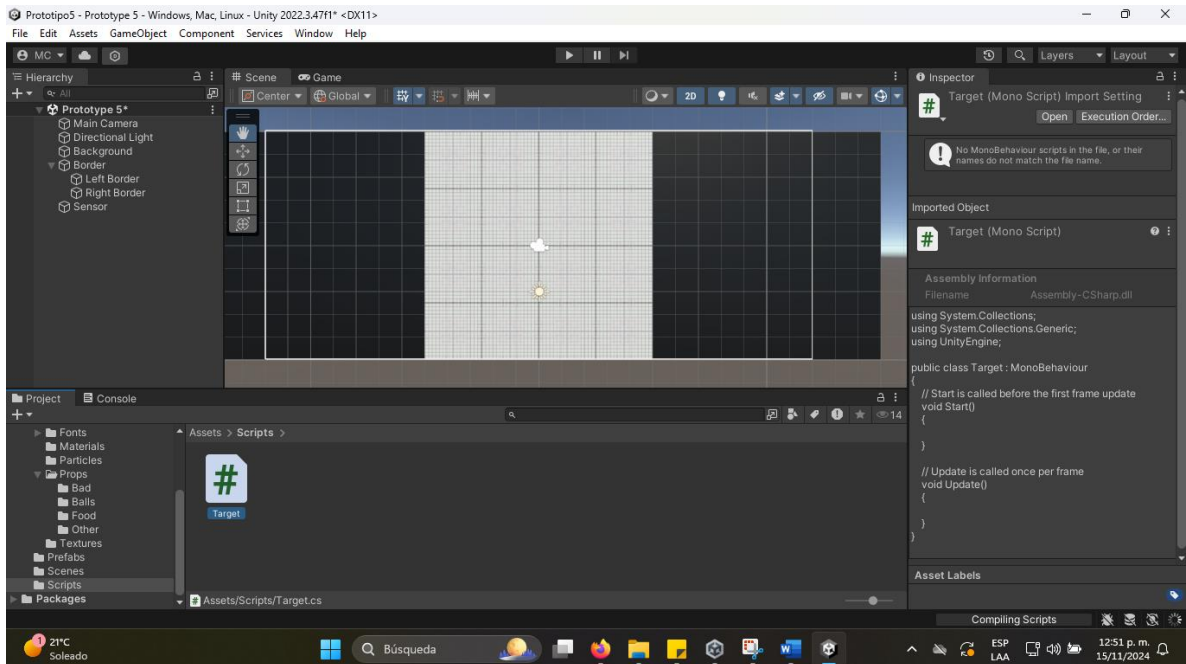 Prototipo5 - Prototype 5 - Windows, Mac, Linux - Unity 2022.3.47f1* <DX11>
File Edit Assets GameObject Component Services Window Help
MC
Layers Layout
Hierarchy
All
Prototype 5*
Main Camera
Directional Light
Background
Border
Left Border
Right Border
Sensor
Scene Game
Center Global
2D
Inspector
Target (Mono Script) Import Setting
Open Execution Order...
No MonoBehaviour scripts in the file, or their
names do not match the file name.
Imported Object
Target (Mono Script)
Assembly Information
Filename Assembly-CSharp.dll
using System.Collections;
using System.Collections.Generic;
using UnityEngine;
public class Target : MonoBehaviour
{
// Start is called before the first frame update
void Start()
{
}
// Update is called once per frame
void Update()
{
}
}
Asset Labels
Project Console
14
Fonts
Materials
Particles
Props
Bad
Balls
Food
Other
Textures
Prefabs
Scenes
Scripts
Packages
Assets > Scripts >
Target
Assets/Scripts/Target.cs
Compiling Scripts
1
21°C
Soleado
Búsqueda
ESP
LAA
12:51 p. m.
15/11/2024